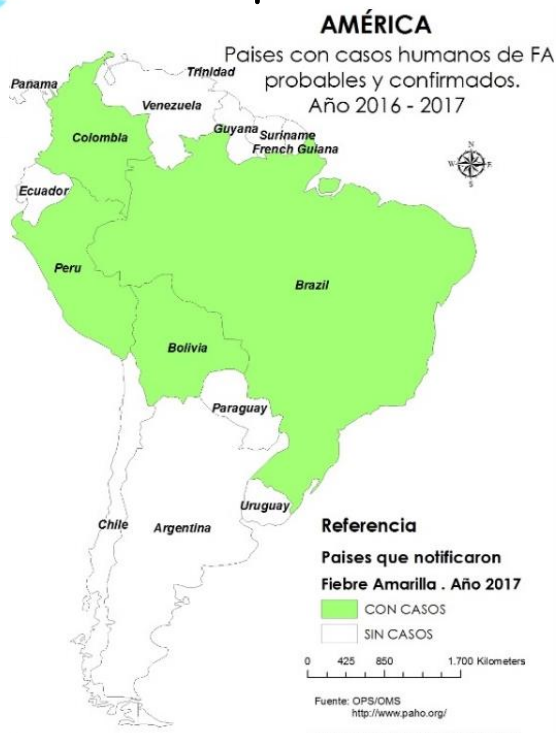 AMÉRICA
Paises con casos humanos de FA
probables y confirmados.
Año 2016 - 2017
Panama
Trinidad
Venezuela
Colombia
Guyana
Suriname
French Guiana
N
W
E
S
Ecuador
Peru
Brazil
Bolivia
Paraguay
Uruguay
Chile
Argentina
Referencia
Paises que notificaron
Fiebre Amarilla . Año 2017
CON CASOS
SIN CASOS
0 425 850 1.700 Kilometers
Fuente: OPS/OMS
http://www.paho.org/